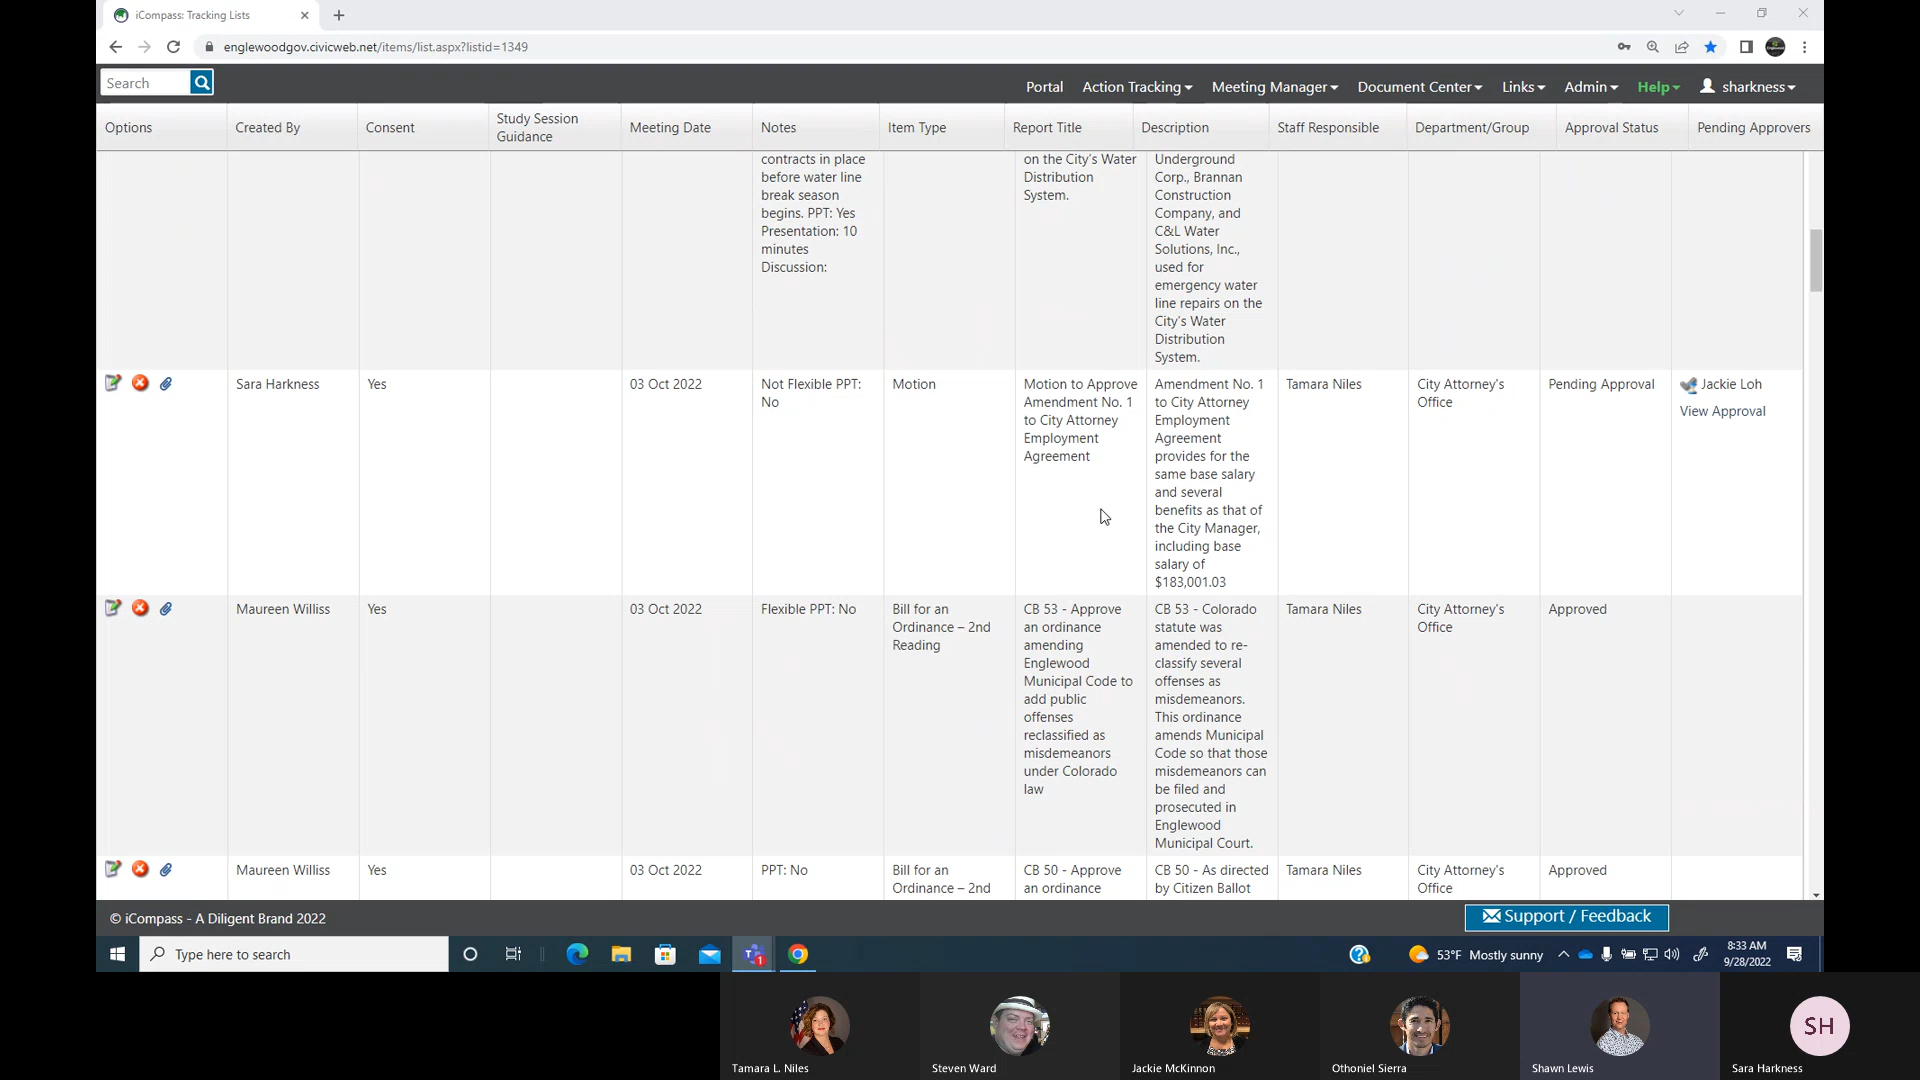 iCompass: Tracking Lists
englewoodgov.civicweb.net/items/list.aspx?listid=1349
Search
Portal
Action Tracking
Meeting Manager
Document Center
Links
Admin
Help
sharkness
Options
Created By
Consent
Study Session
Guidance
Meeting Date
Notes
Item Type
Report Title
Description
Staff Responsible
Department/Group
Approval Status
Pending Approvers
contracts in place
before water line
break season
begins. PPT: Yes
Presentation: 10
minutes
Discussion:
on the City's Water
Distribution
System.
Underground
Corp., Brannan
Construction
Company, and
C&L Water
Solutions, Inc.,
used for
emergency water
line repairs on the
City's Water
Distribution
System.
Sara Harkness
Yes
03 Oct 2022
Not Flexible PPT:
No
Motion
Motion to Approve
Amendment No. 1
to City Attorney
Employment
Agreement
Amendment No. 1
to City Attorney
Employment
Agreement
provides for the
same base salary
and several
benefits as that of
the City Manager,
including base
salary of
$183,001.03
Tamara Niles
City Attorney's
Office
Pending Approval
Jackie Loh
View Approval
Maureen Williss
Yes
03 Oct 2022
Flexible PPT: No
Bill for an
Ordinance – 2nd
Reading
CB 53 - Approve
an ordinance
amending
Englewood
Municipal Code to
add public
offenses
reclassified as
misdemeanors
under Colorado
law
CB 53 - Colorado
statute was
amended to re-
classify several
offenses as
misdemeanors.
This ordinance
amends Municipal
Code so that those
misdemeanors can
be filed and
prosecuted in
Englewood
Municipal Court.
Tamara Niles
City Attorney's
Office
Approved
Maureen Williss
Yes
03 Oct 2022
PPT: No
Bill for an
Ordinance – 2nd
CB 50 - Approve
an ordinance
CB 50 - As directed
by Citizen Ballot
Tamara Niles
City Attorney's
Office
Approved
© iCompass - A Diligent Brand 2022
Support / Feedback
Type here to search
1
53°F Mostly sunny
8:33 AM
9/28/2022
SH
Tamara L. Niles
Steven Ward
Jackie McKinnon
Othoniel Sierra
Shawn Lewis
Sara Harkness